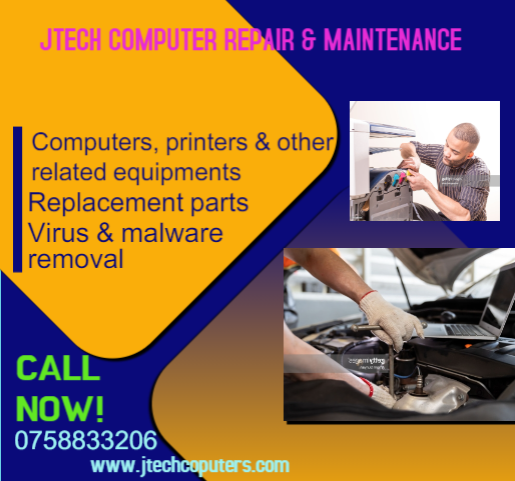 JTECH COMPUTER REPAIR & MAINTENANCE
Computers, printers & other
related equipments
Replacement parts
Virus & malware
removal
CALL
NOW!
0758833206
www.jtechcoputers.com